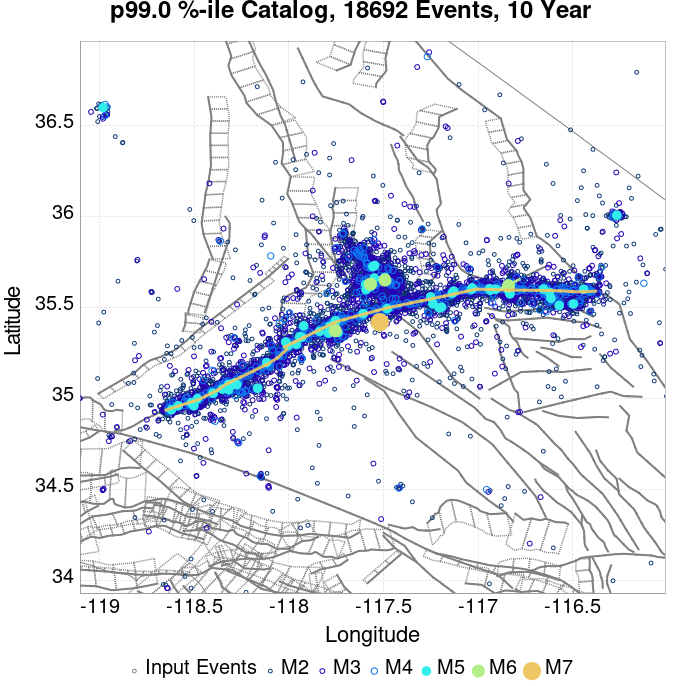 p99.0 %-ile Catalog, 18692 Events, 10 Year
36.5
36
35.5
35
34.5
34
Latitude
-119
-118.5
-118
-117.5
-117
-116.5
Longitude
Input Events
M2
M3
M4
M5
M6
M7